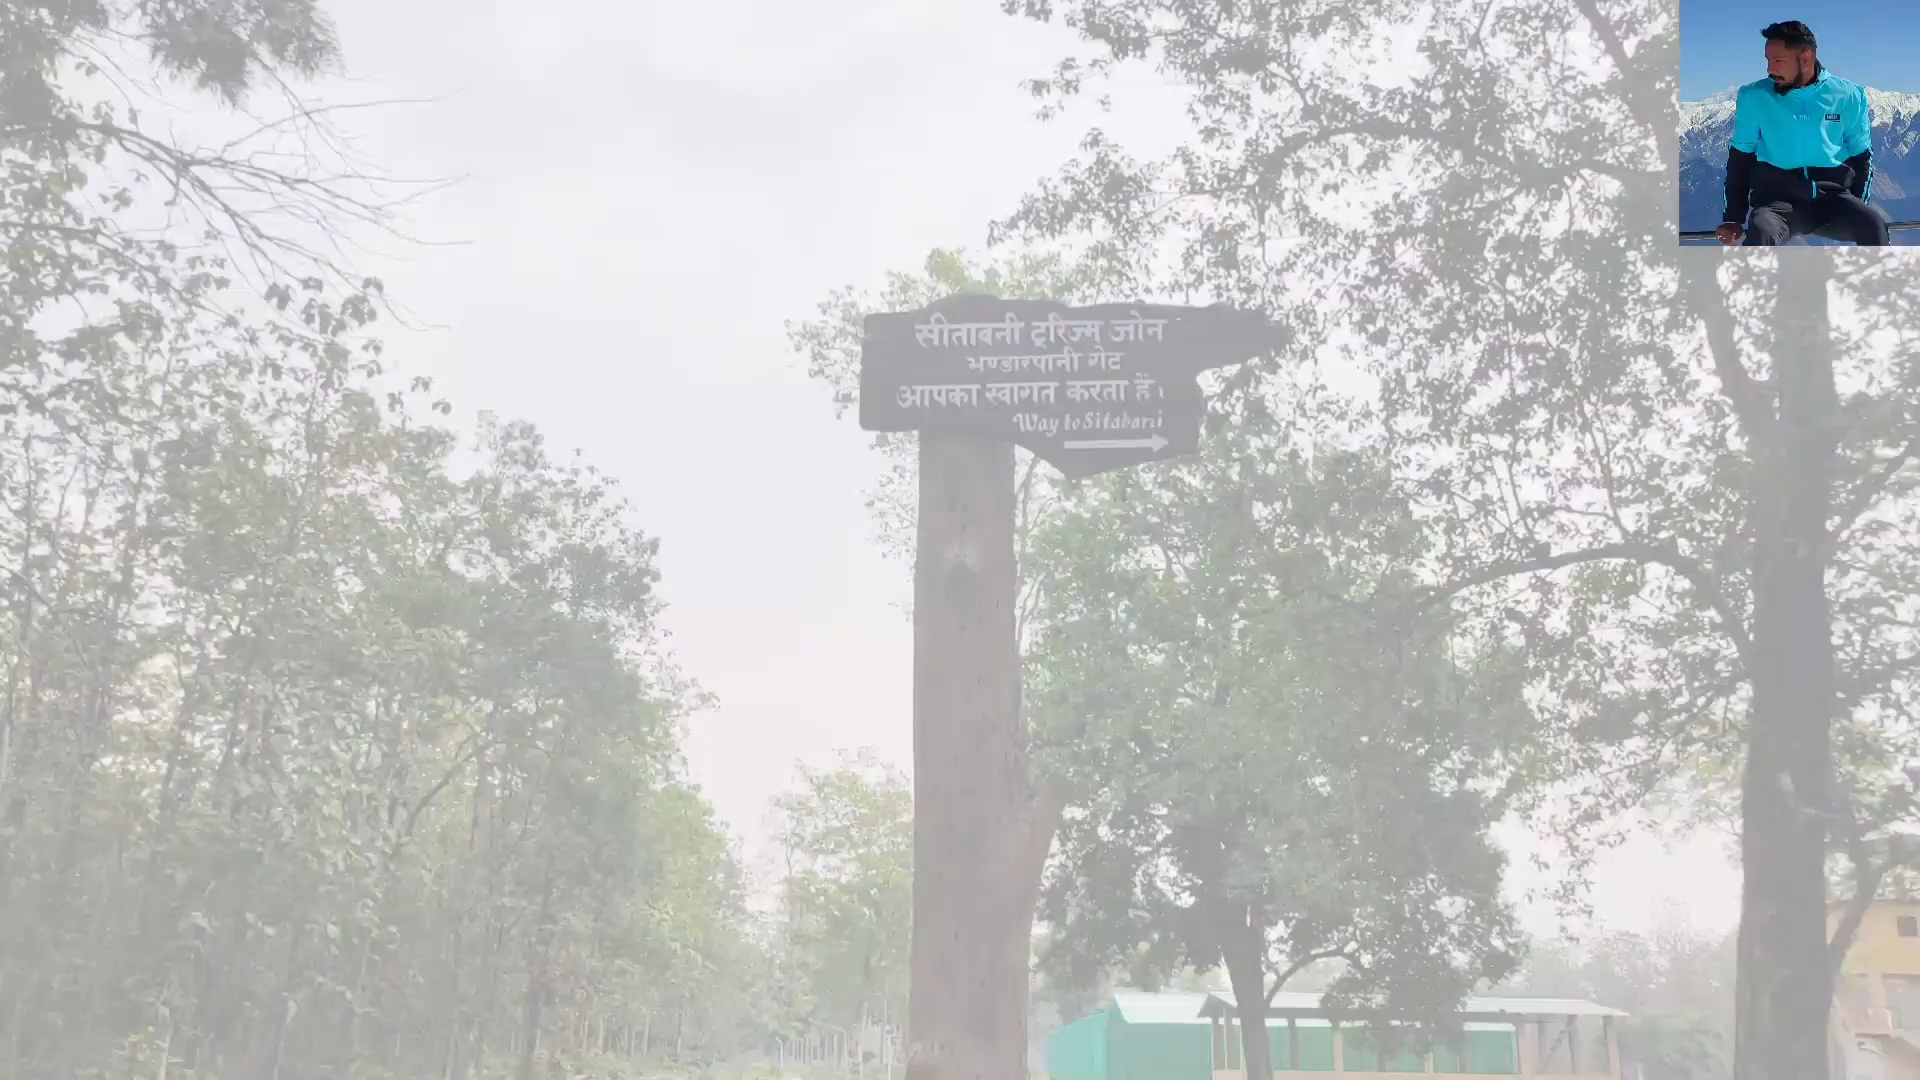 सीताबनी टूरिज्म जोन
भण्डारपानी गेट
आपका स्वागत करता हैं।
Way to Sitabani